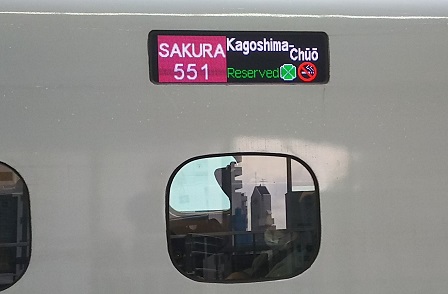 SAKURA
551
Kagoshima-
Chūō
Reserved